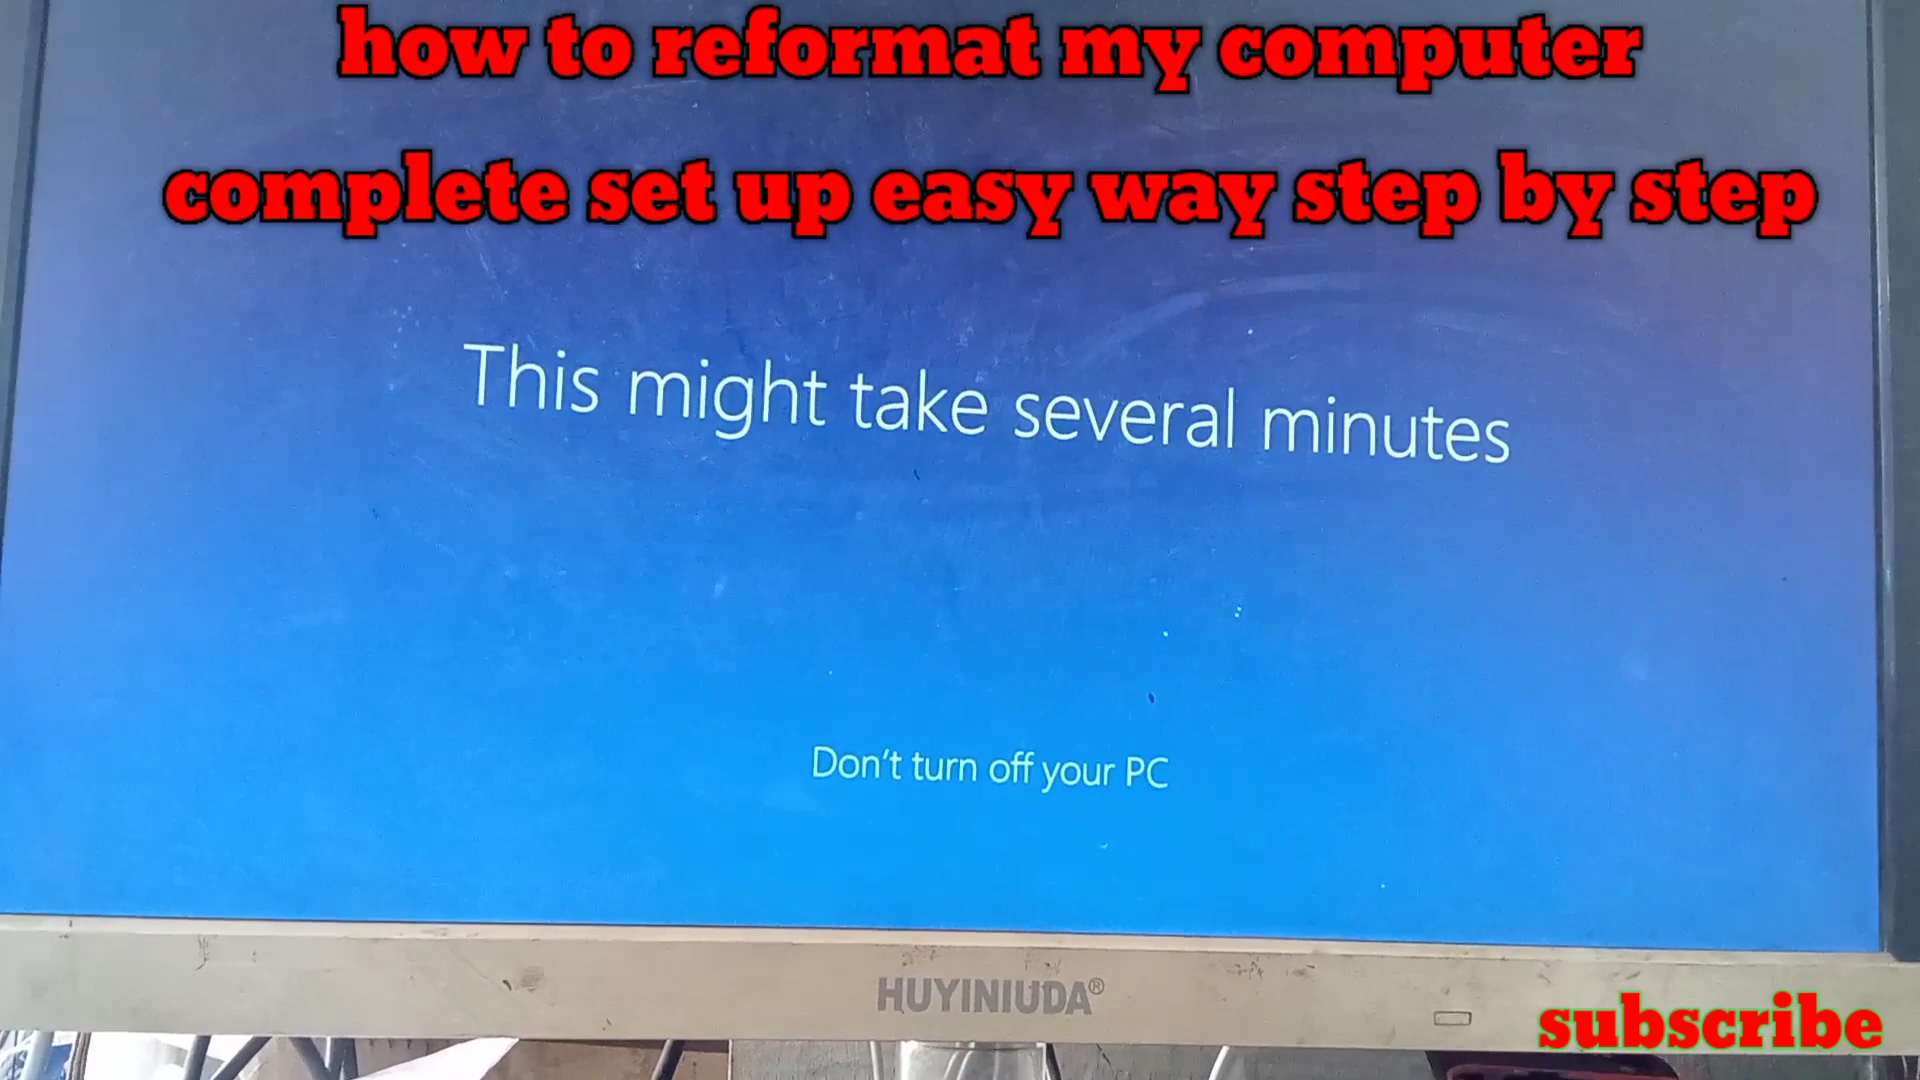 how to reformat my computer
complete set up easy way step by step
This might take several minutes
Don't turn off your PC
HUYINIUDA®
subscribe